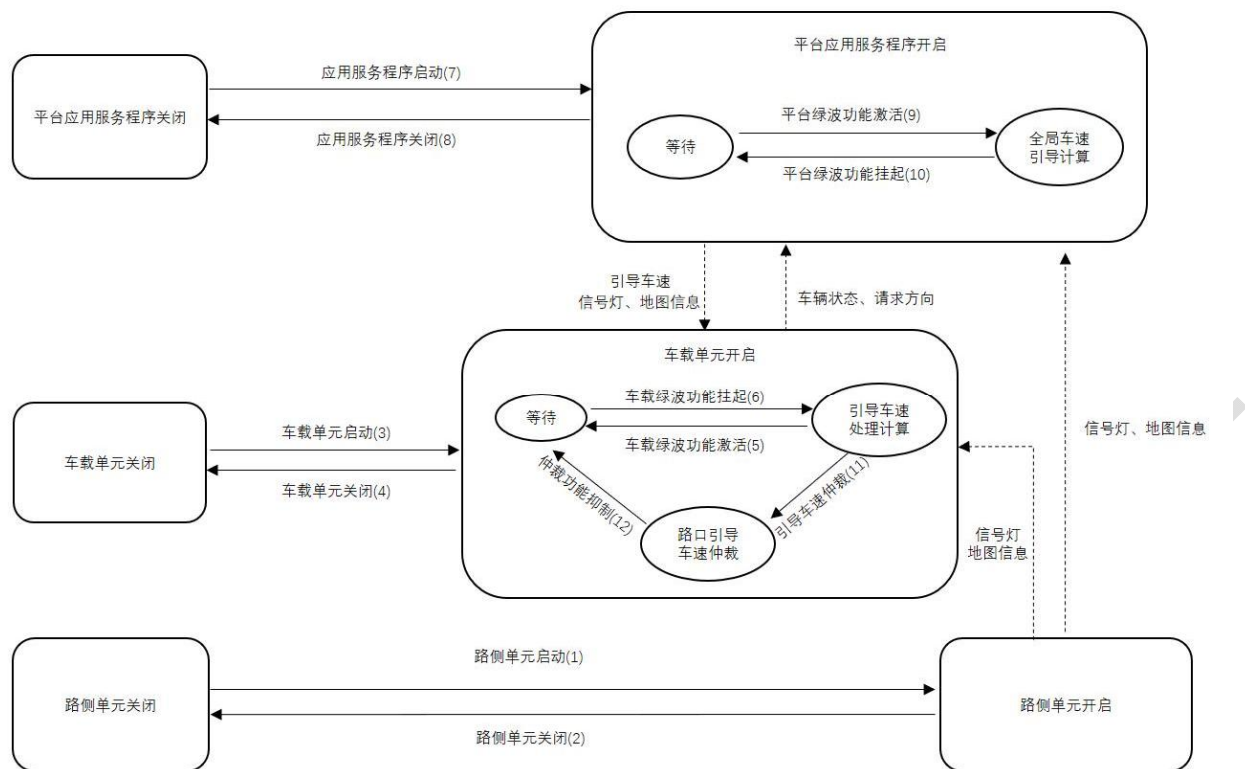 平台应用服务程序开启
应用服务程序启动(7)
平台应用服务程序关闭
应用服务程序关闭(8)
等待
平台绿波功能激活(9)
平台绿波功能挂起(10)
全局车速
引导计算
引导车速
信号灯、地图信息
车辆状态、请求方向
车载单元开启
等待
车载绿波功能挂起(6)
车载绿波功能激活(5)
引导车速
处理计算
信号灯、地图信息
车载单元启动(3)
车载单元关闭
车载单元关闭(4)
仲裁功能抑制(12)
引导车速仲裁(11)
路口引导
车速仲裁
信号灯
地图信息
路侧单元启动(1)
路侧单元关闭
路侧单元开启
路侧单元关闭(2)